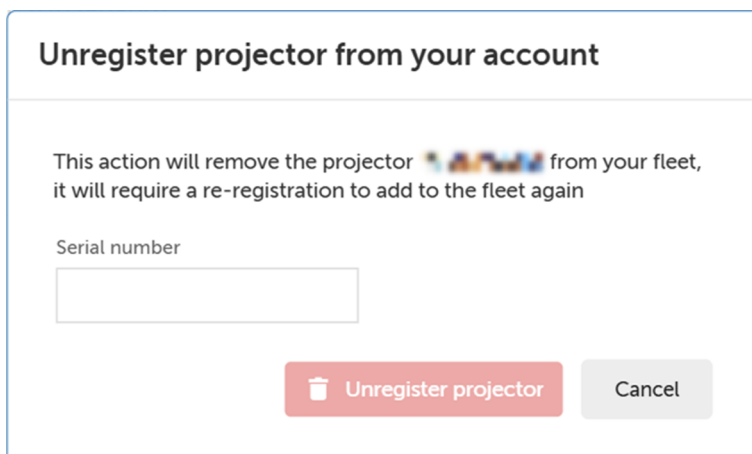 Unregister projector from your account
This action will remove the projector from your fleet,
it will require a re-registration to add to the fleet again
Serial number
Unregister projector
Cancel